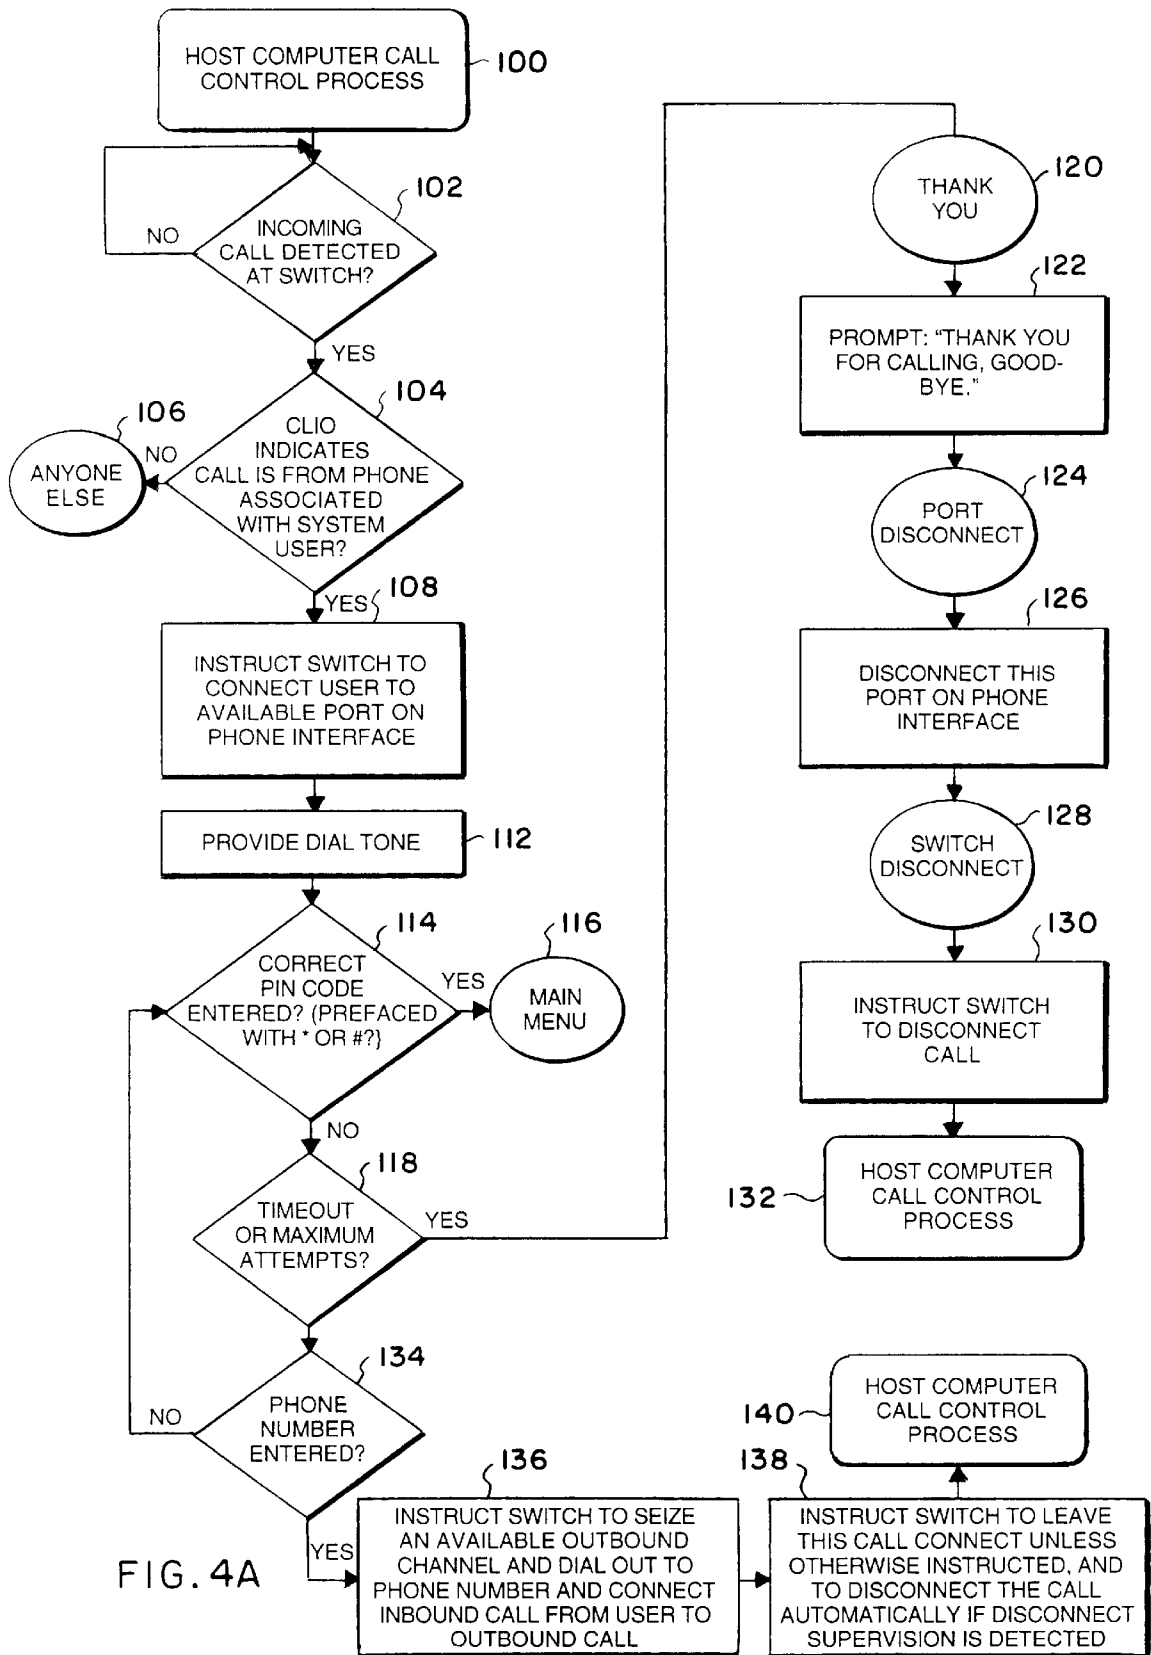 HOST COMPUTER CALL
CONTROL PROCESS
100
102
INCOMING
CALL DETECTED
AT SWITCH?
NO
YES
104
CLIO
INDICATES
CALL IS FROM PHONE
ASSOCIATED
WITH SYSTEM
USER?
NO
106
ANYONE
ELSE
YES
108
INSTRUCT SWITCH TO
CONNECT USER TO
AVAILABLE PORT ON
PHONE INTERFACE
PROVIDE DIAL TONE
112
114
CORRECT
PIN CODE
ENTERED? (PREFACED
WITH * OR #?}
YES
116
MAIN
MENU
NO
118
TIMEOUT
OR MAXIMUM
ATTEMPTS?
YES
134
PHONE
NUMBER
ENTERED?
NO
YES
136
INSTRUCT SWITCH TO SEIZE
AN AVAILABLE OUTBOUND
CHANNEL AND DIAL OUT TO
PHONE NUMBER AND CONNECT
INBOUND CALL FROM USER TO
OUTBOUND CALL
138
INSTRUCT SWITCH TO LEAVE
THIS CALL CONNECT UNLESS
OTHERWISE INSTRUCTED, AND
TO DISCONNECT THE CALL
AUTOMATICALLY IF DISCONNECT
SUPERVISION IS DETECTED
140
HOST COMPUTER
CALL CONTROL
PROCESS
THANK
YOU
120
122
PROMPT: "THANK YOU
FOR CALLING, GOOD-
BYE."
124
PORT
DISCONNECT
126
DISCONNECT THIS
PORT ON PHONE
INTERFACE
128
SWITCH
DISCONNECT
130
INSTRUCT SWITCH
TO DISCONNECT
CALL
132
HOST COMPUTER
CALL CONTROL
PROCESS
FIG. 4A